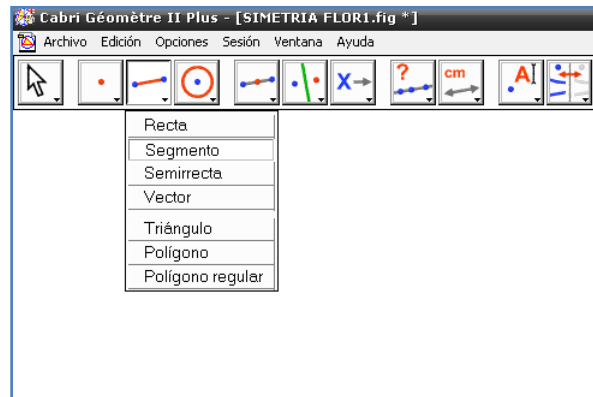 Cabri Géomètre II Plus - [SIMETRIA FLOR1.fig *]
Archivo Edición Opciones Sesión Ventana Ayuda
X ? cm A
Recta
Segmento
Semirrecta
Vector
Triángulo
Polígono
Polígono regular